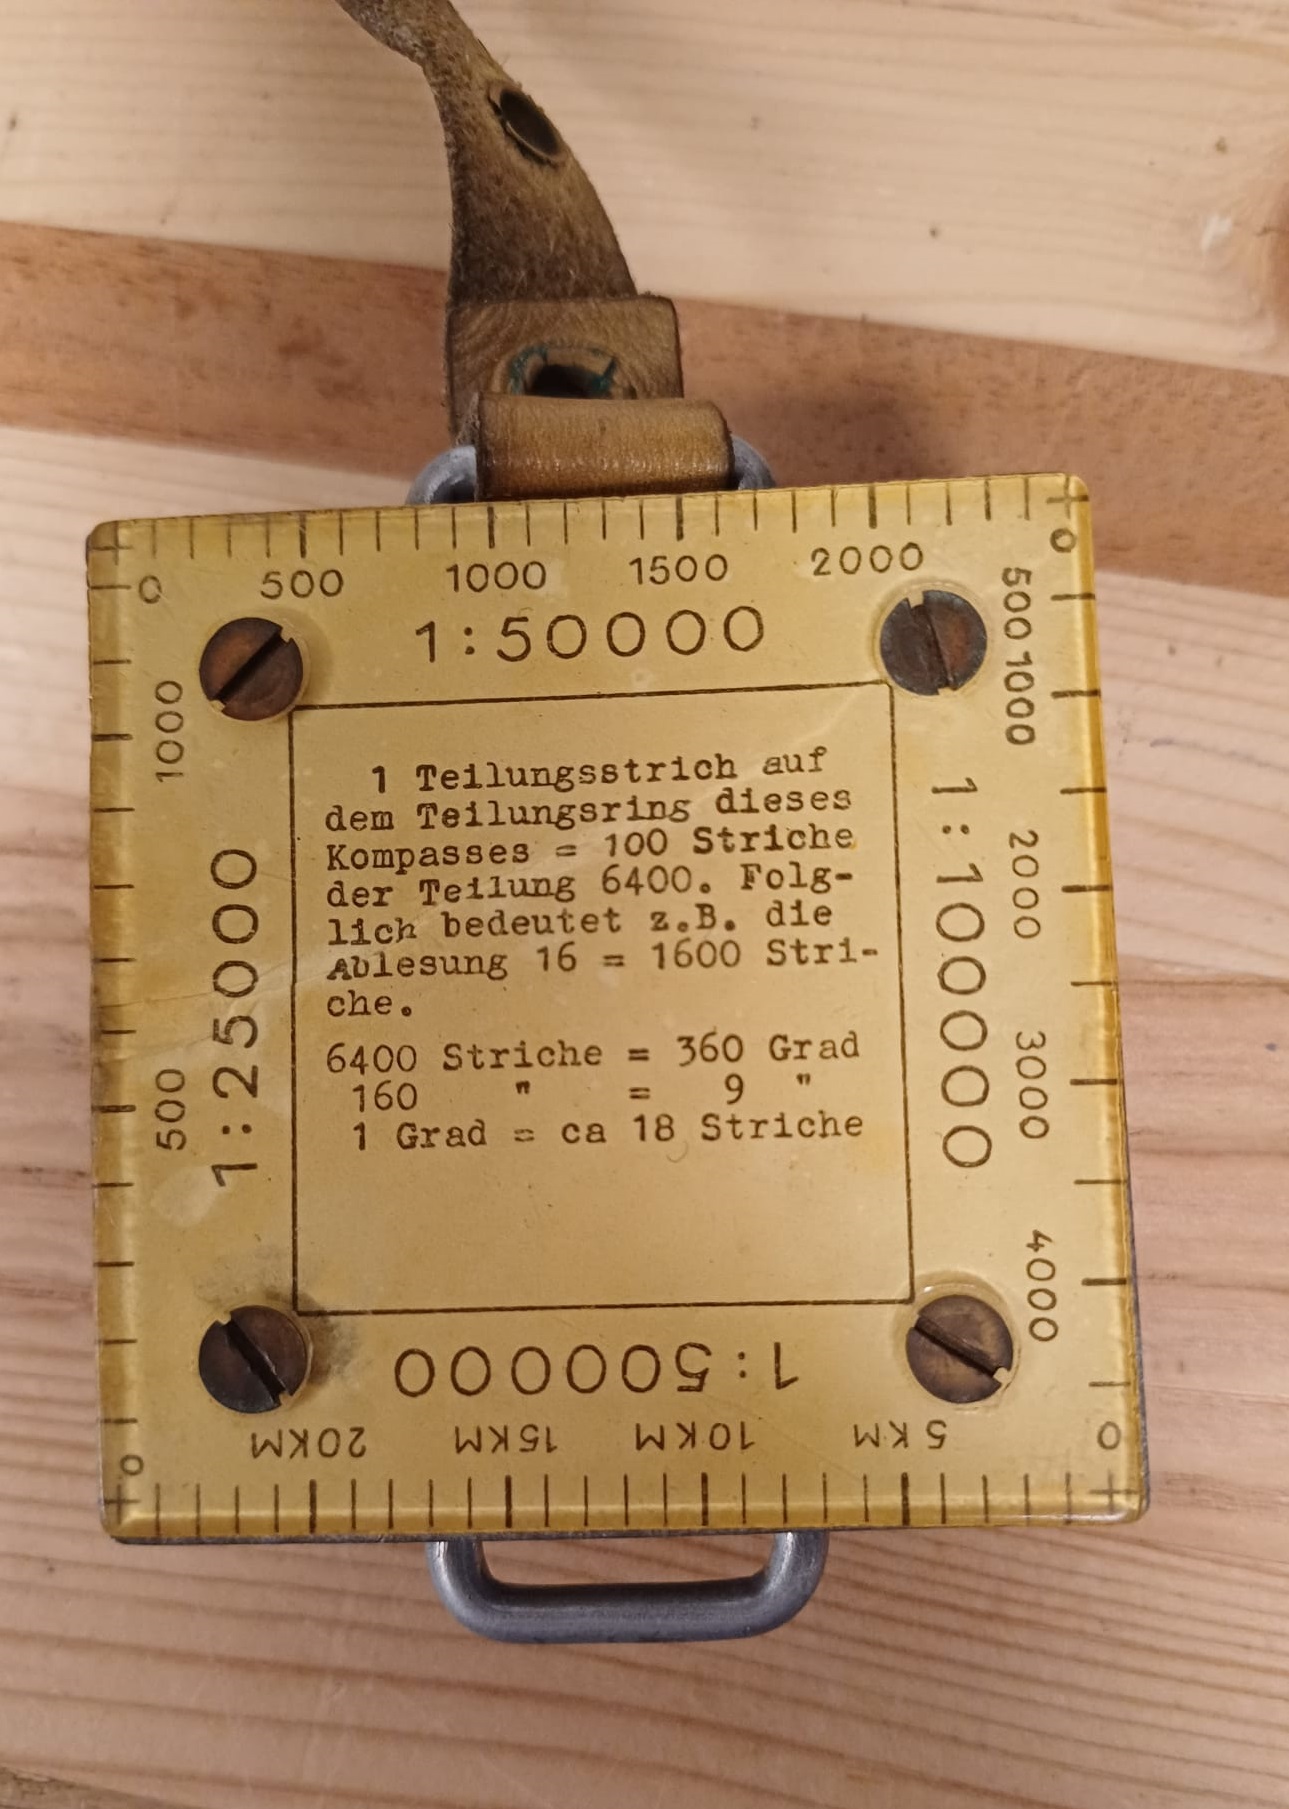 0 500 1000 1500 2000 0
1:50000
500 1000 2000 3000 4000
1:100000
1000 500 0
1:25000
1 Teilungsstrich auf
dem Teilungsring dieses
Kompasses = 100 Striche
der Teilung 6400. Folg-
lich bedeutet z.B. die
Ablesung 16 = 1600 Stri-
che.
6400 Striche = 360 Grad
160 " = 9 "
1 Grad = ca 18 Striche
1:500000
0 5 KM 10KM 15KM 20KM